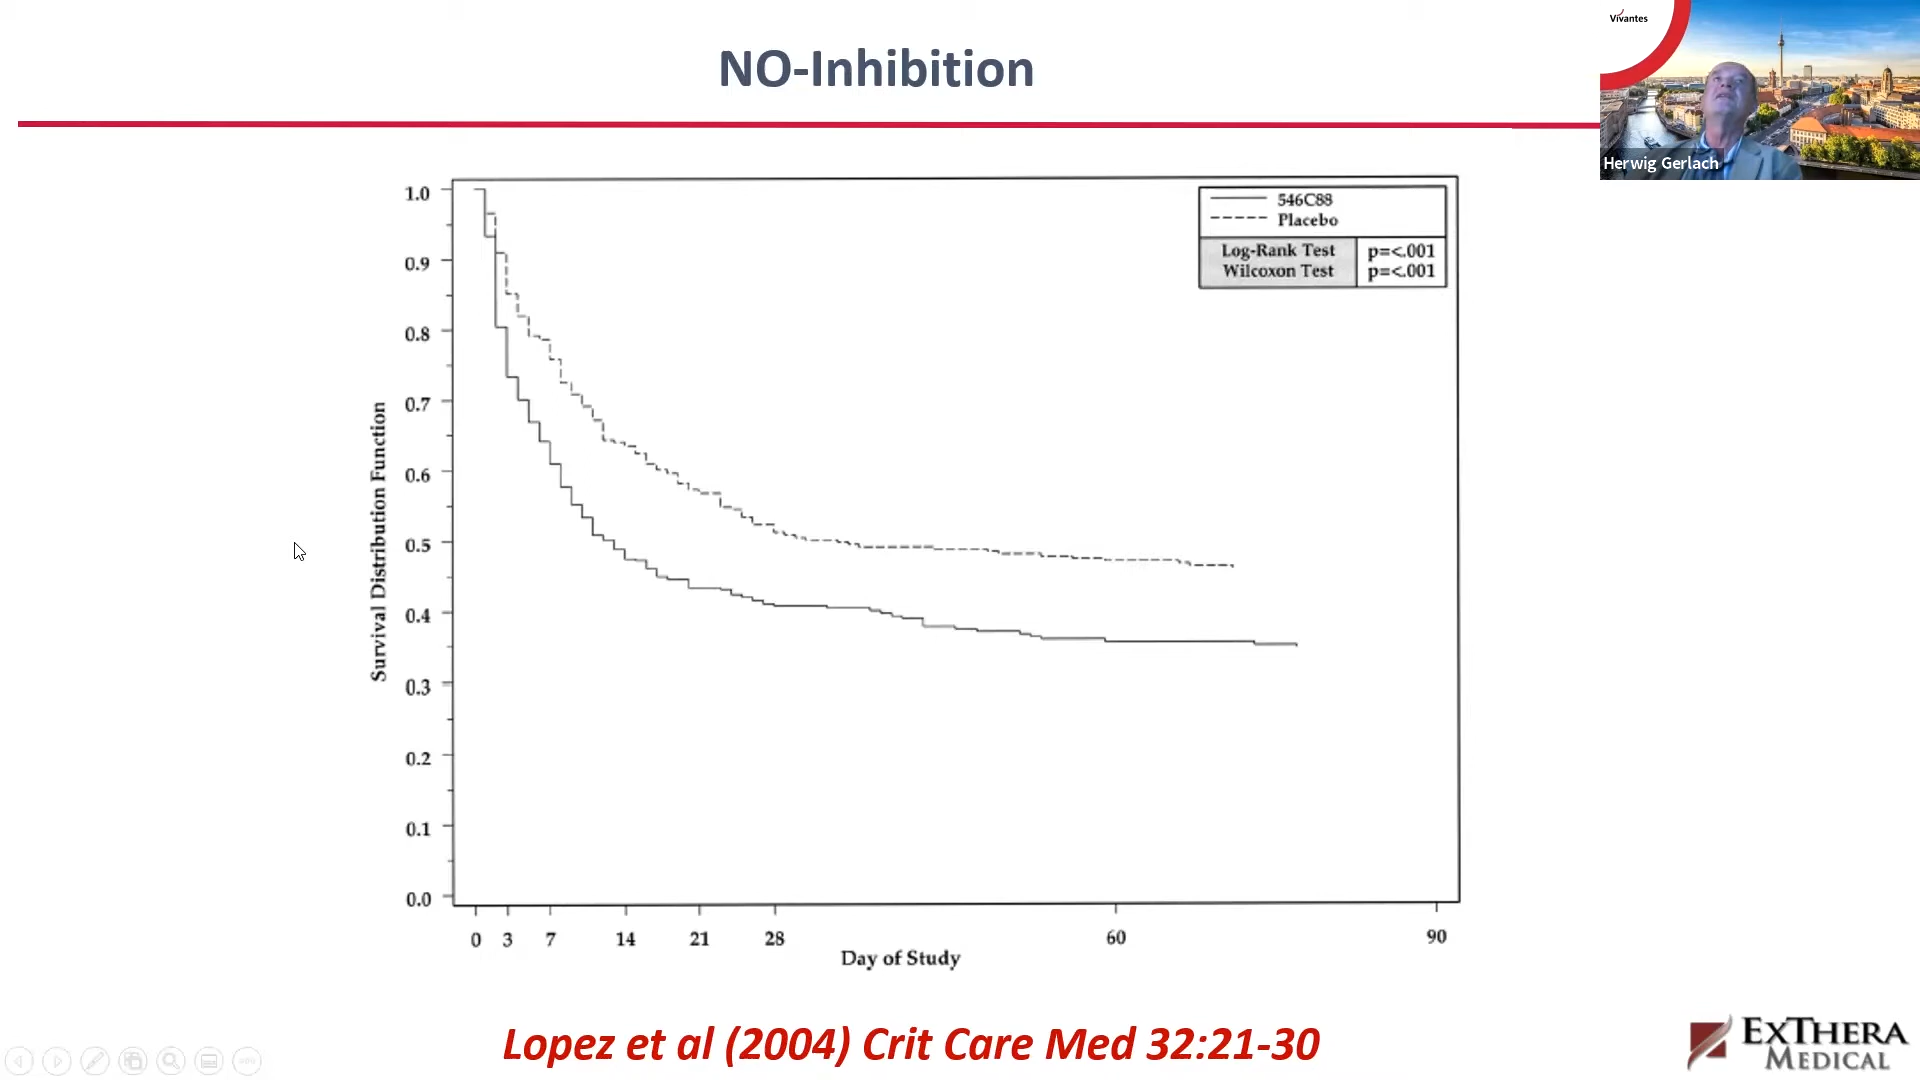 NO-Inhibition
Vivantes
Herwig Gerlach
546C88
Placebo
Log-Rank Test p=<.001
Wilcoxon Test p=<.001
1.0
0.9
0.8
0.7
0.6
0.5
0.4
0.3
0.2
0.1
0.0
Survival Distribution Function
0 3 7 14 21 28 60 90
Day of Study
Lopez et al (2004) Crit Care Med 32:21-30
EXTHERA
MEDICAL